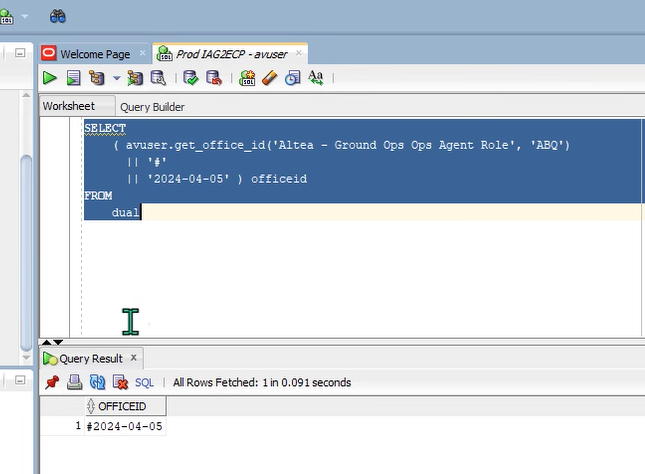 Welcome Page
Prod IAG2ECP - avuser
Worksheet
Query Builder
SELECT
( avuser.get_office_id('Altea - Ground Ops Ops Agent Role', 'ABQ')
|| '#'
|| '2024-04-05' ) officeid
FROM
dual
Query Result
SQL
All Rows Fetched: 1 in 0.091 seconds
OFFICEID
1 #2024-04-05